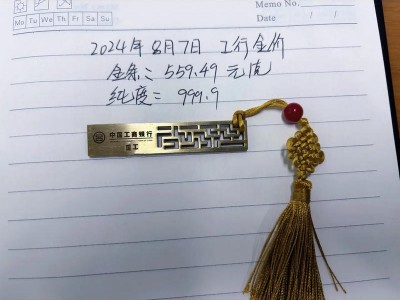 Memo No.
Mo Tu We Th Fr Sa Su
Date / /
2024年8月7日 工行金价
金条：559.49 元/克
纯度= 999.9
中国工商银行